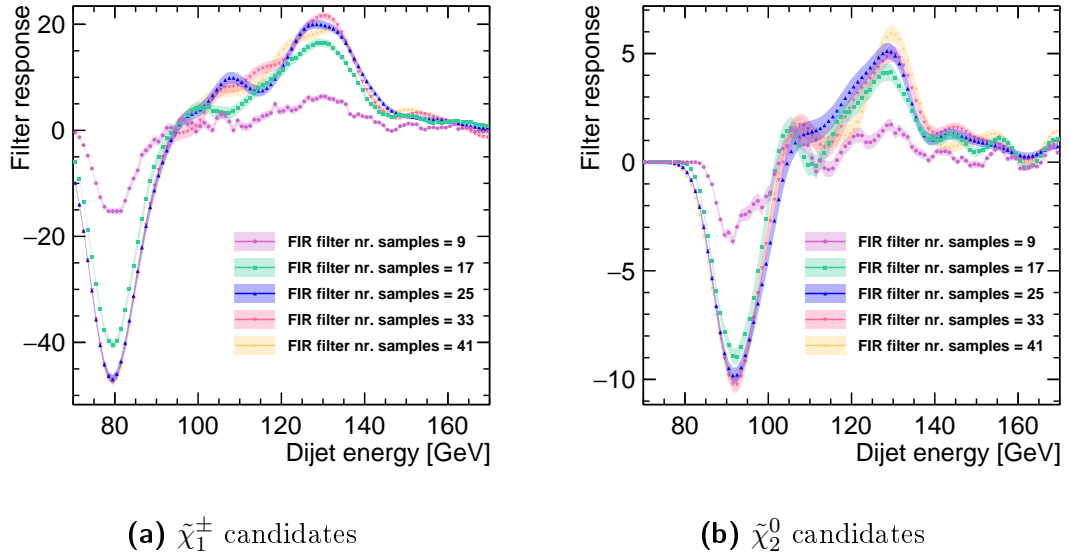 Filter response
20
0
−20
−40
FIR filter nr. samples = 9
FIR filter nr. samples = 17
FIR filter nr. samples = 25
FIR filter nr. samples = 33
FIR filter nr. samples = 41
80 100 120 140 160
Dijet energy [GeV]
(a) χ̃₁± candidates
Filter response
5
0
−5
−10
FIR filter nr. samples = 9
FIR filter nr. samples = 17
FIR filter nr. samples = 25
FIR filter nr. samples = 33
FIR filter nr. samples = 41
80 100 120 140 160
Dijet energy [GeV]
(b) χ̃₂⁰ candidates